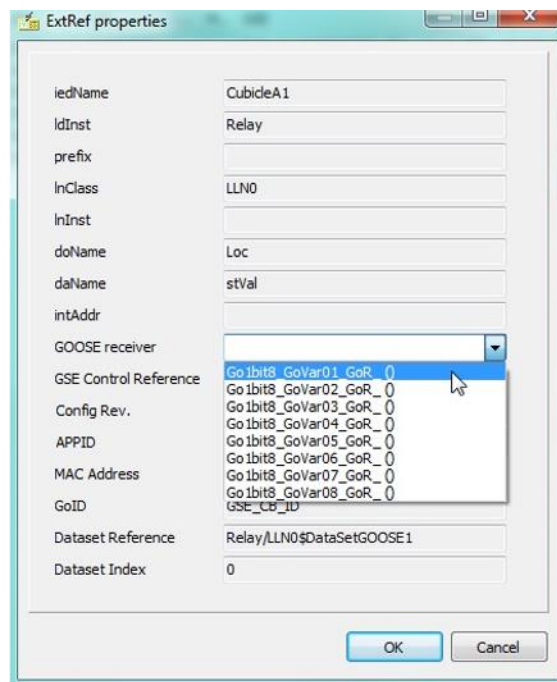 ExtRef properties
iedName CubicleA1
ldInst Relay
prefix
lnClass LLN0
lnInst
doName Loc
daName stVal
intAddr
GOOSE receiver
GSE Control Reference Go1bit8_GoVar01_GoR_ ()
Go1bit8_GoVar02_GoR_ ()
Config Rev. Go1bit8_GoVar03_GoR_ ()
Go1bit8_GoVar04_GoR_ ()
APPID Go1bit8_GoVar05_GoR_ ()
Go1bit8_GoVar06_GoR_ ()
MAC Address Go1bit8_GoVar07_GoR_ ()
Go1bit8_GoVar08_GoR_ ()
GoID GSE_CB_ID
Dataset Reference Relay/LLN0$DataSetGOOSE1
Dataset Index 0
OK Cancel